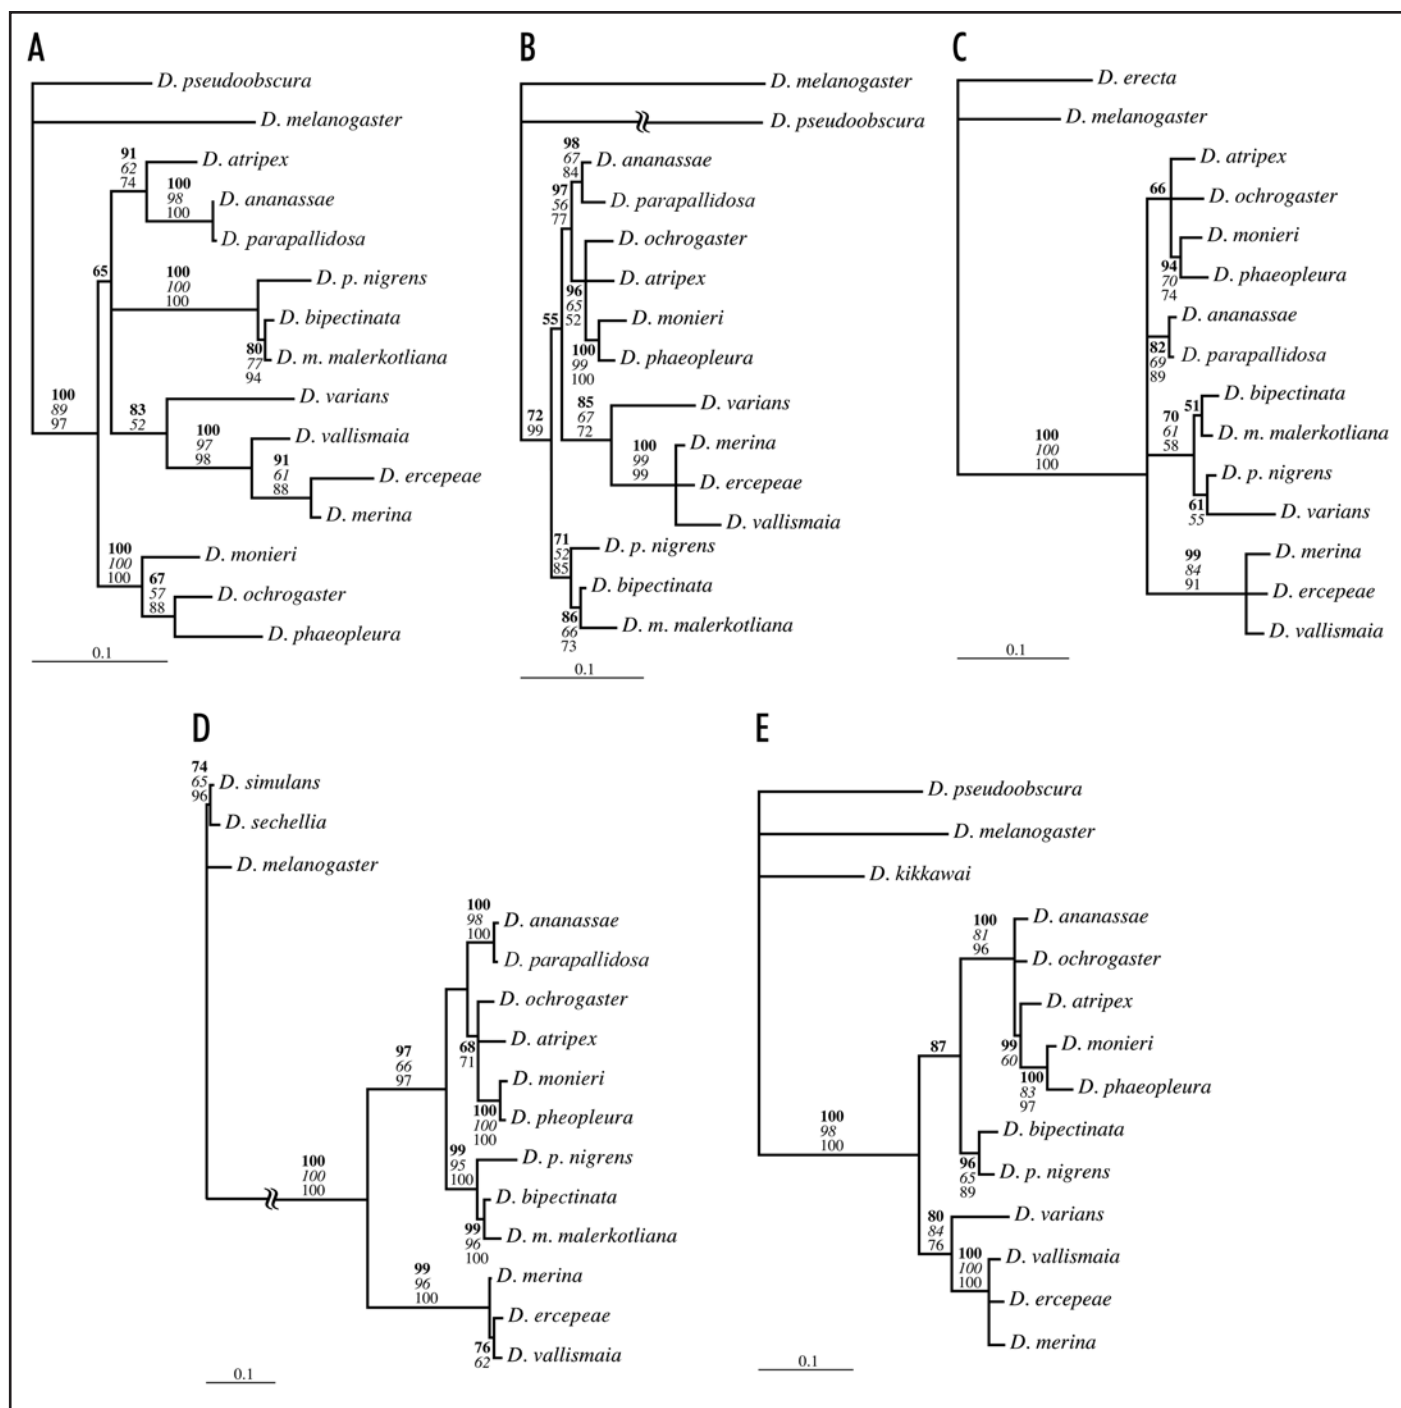 A
D. pseudoobscura
D. melanogaster
91
62
74
D. atripex
100
98
100
D. ananassae
D. parapallidosa
65
100
100
100
D. p. nigrens
D. bipectinata
80
77
94
D. m. malerkotliana
100
89
97
83
52
D. varians
100
97
98
D. vallismaia
91
61
88
D. ercepeae
D. merina
100
100
100
D. monieri
67
57
88
D. ochrogaster
D. phaeopleura
0.1
B
D. melanogaster
D. pseudoobscura
98
67
84
D. ananassae
97
56
77
D. parapallidosa
D. ochrogaster
96
65
52
D. atripex
D. monieri
100
99
100
D. phaeopleura
55
72
99
85
67
72
D. varians
100
99
99
D. merina
D. ercepeae
D. vallismaia
71
52
85
D. p. nigrens
D. bipectinata
86
66
73
D. m. malerkotliana
0.1
C
D. erecta
D. melanogaster
D. atripex
66
D. ochrogaster
D. monieri
94
70
74
D. phaeopleura
D. ananassae
82
69
89
D. parapallidosa
D. bipectinata
51
70
61
58
D. m. malerkotliana
D. p. nigrens
61
55
D. varians
100
100
100
99
84
91
D. merina
D. ercepeae
D. vallismaia
0.1
D
74
65
96
D. simulans
D. sechellia
D. melanogaster
100
98
100
D. ananassae
D. parapallidosa
D. ochrogaster
68
71
D. atripex
97
66
97
D. monieri
100
100
100
D. pheopleura
99
95
100
D. p. nigrens
D. bipectinata
99
96
100
D. m. malerkotliana
100
100
100
99
96
100
D. merina
D. ercepeae
76
62
D. vallismaia
0.1
E
D. pseudoobscura
D. melanogaster
D. kikkawai
100
81
96
D. ananassae
D. ochrogaster
D. atripex
99
60
D. monieri
100
83
97
D. phaeopleura
87
D. bipectinata
96
65
89
D. p. nigrens
100
98
100
80
84
76
D. varians
100
100
100
D. vallismaia
D. ercepeae
D. merina
0.1